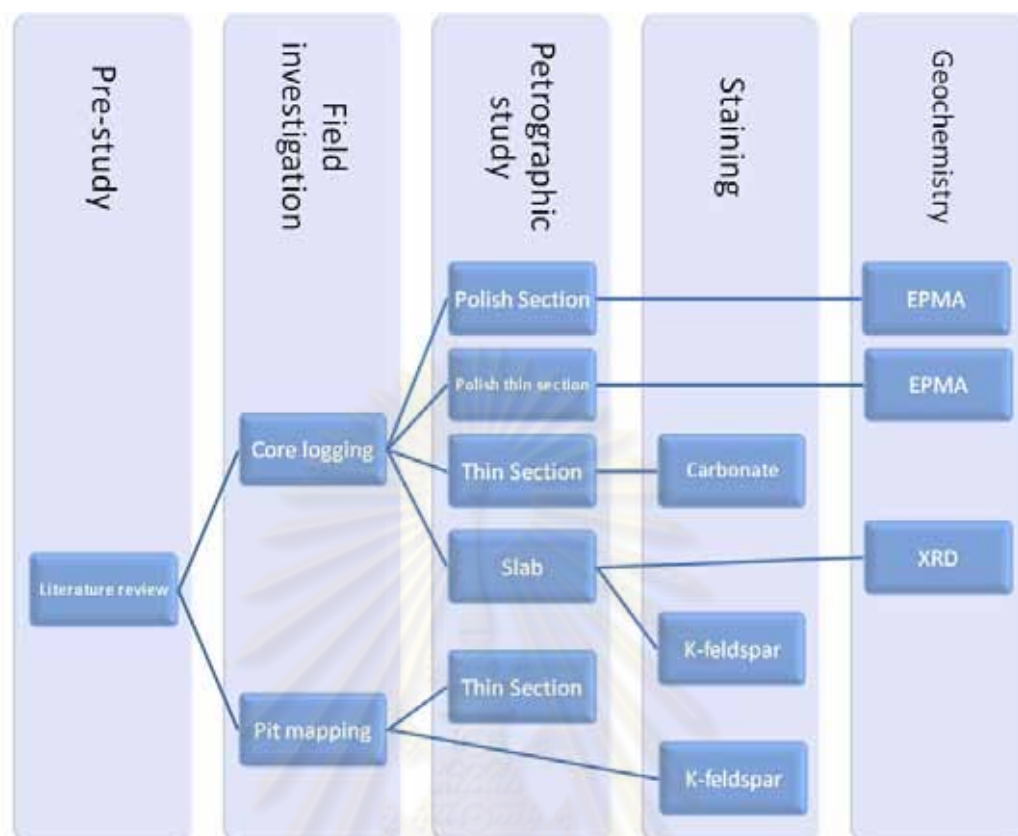 Pre-study
Field
investigation
Petrographic
study
Staining
Geochemistry
Polish Section
EPMA
Polish thin section
EPMA
Core logging
Thin Section
Carbonate
Literature review
Slab
XRD
K-feldspar
Thin Section
Pit mapping
K-feldspar